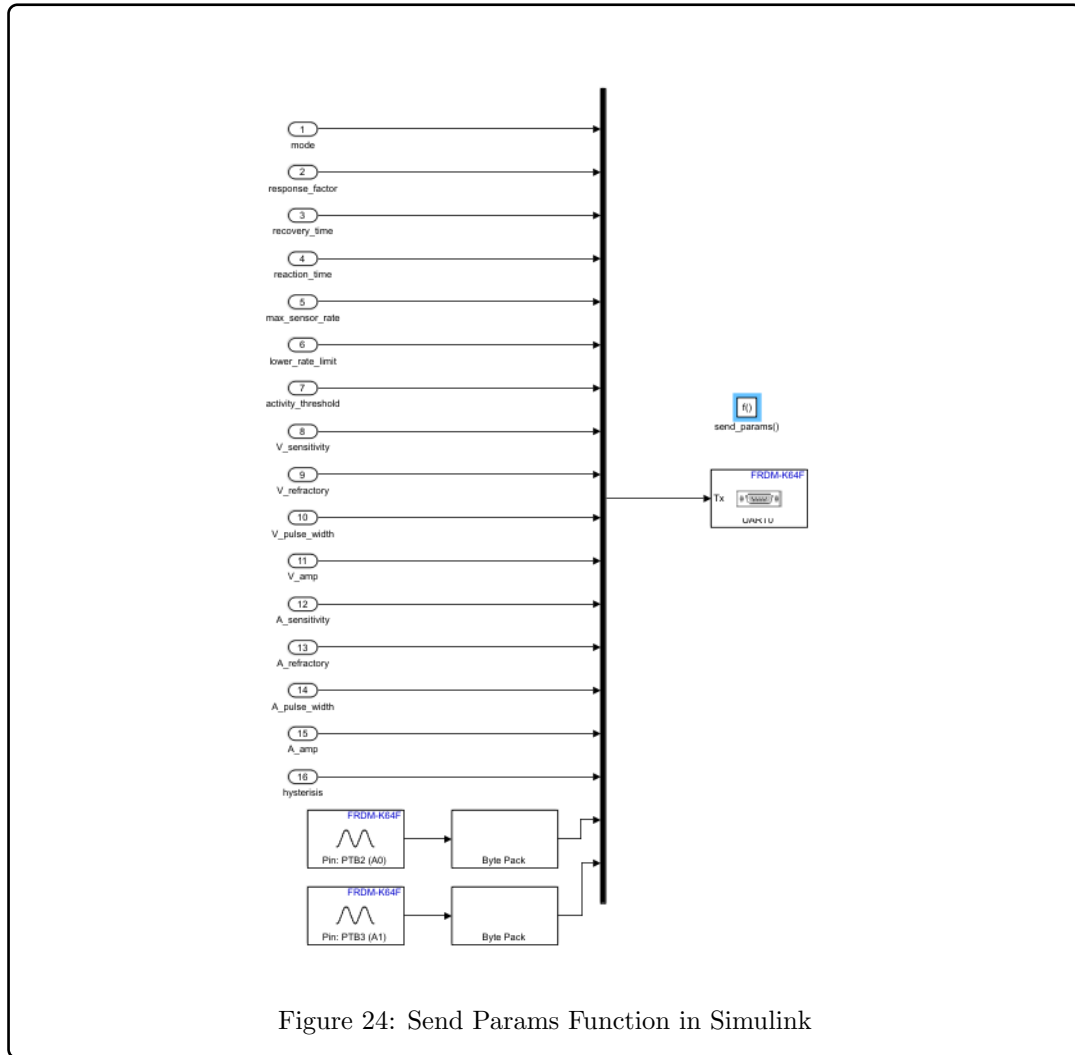 1
mode
2
response_factor
3
recovery_time
4
reaction_time
5
max_sensor_rate
6
lower_rate_limit
7
activity_threshold
8
V_sensitivity
9
V_refractory
10
V_pulse_width
11
V_amp
12
A_sensitivity
13
A_refractory
14
A_pulse_width
15
A_amp
16
hysterisis
FRDM-K64F
Pin: PTB2 (A0)
Byte Pack
FRDM-K64F
Pin: PTB3 (A1)
Byte Pack
f()
send_params()
FRDM-K64F
Tx
UART0
Figure 24: Send Params Function in Simulink